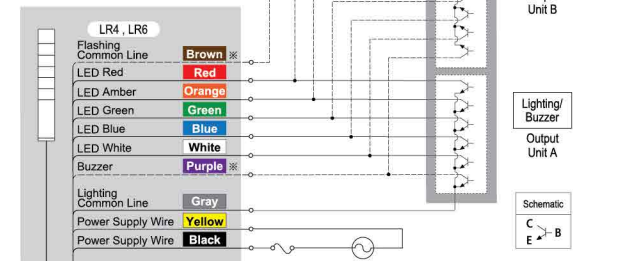 Unit B
LR4 , LR6
Flashing
Common Line Brown ※
LED Red Red
LED Amber Orange
LED Green Green
LED Blue Blue
LED White White
Buzzer Purple ※
Lighting
Common Line Gray
Power Supply Wire Yellow
Power Supply Wire Black
Lighting/
Buzzer
Output
Unit A
Schematic
C
B
E